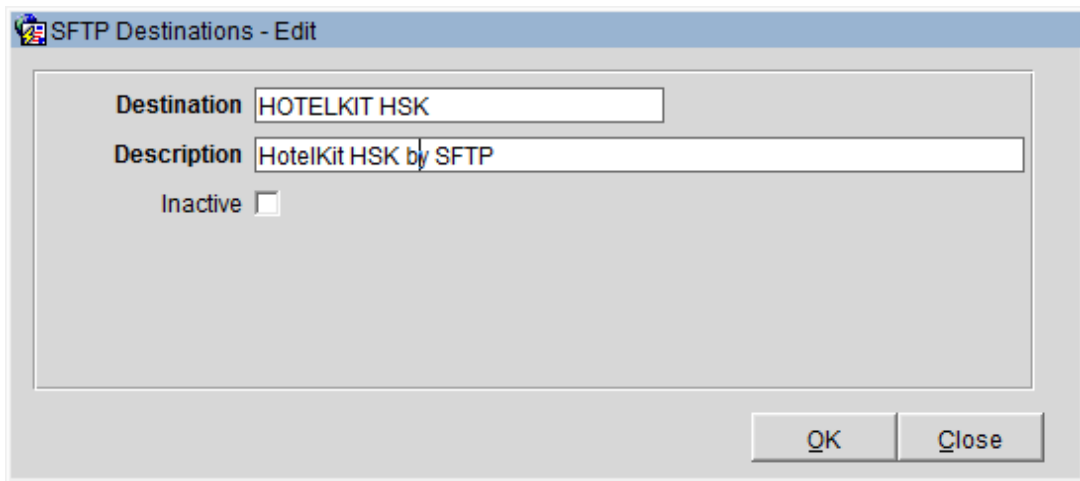 SFTP Destinations - Edit
Destination HOTELKIT HSK
Description HotelKit HSK by SFTP
Inactive
OK Close